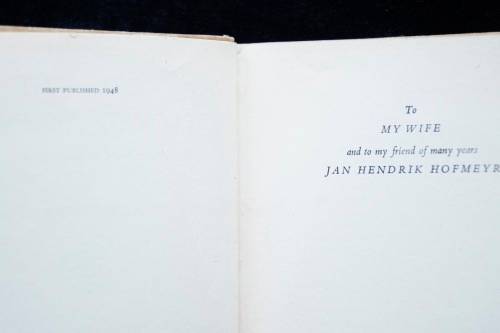 FIRST PUBLISHED 1948
To
MY WIFE
and to my friend of many years
JAN HENDRIK HOFMEYR